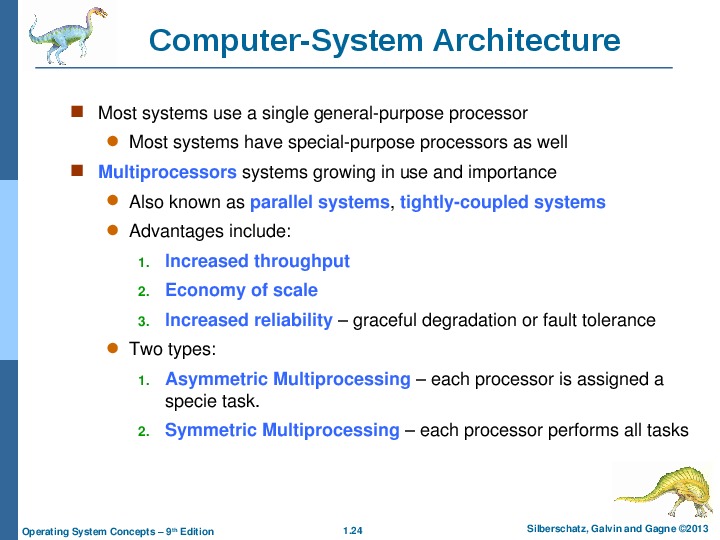 Computer-System Architecture
■ Most systems use a single general-purpose processor
● Most systems have special-purpose processors as well
■ Multiprocessors systems growing in use and importance
● Also known as parallel systems, tightly-coupled systems
● Advantages include:
1. Increased throughput
2. Economy of scale
3. Increased reliability – graceful degradation or fault tolerance
● Two types:
1. Asymmetric Multiprocessing – each processor is assigned a
specie task.
2. Symmetric Multiprocessing – each processor performs all tasks
Operating System Concepts – 9th Edition
1.24
Silberschatz, Galvin and Gagne ©2013